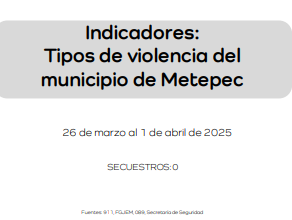 Indicadores:
Tipos de violencia del
municipio de Metepec
26 de marzo al 1 de abril de 2025
SECUESTROS: 0
Fuentes: 911, FGJEM, 089, Secretaría de Seguridad